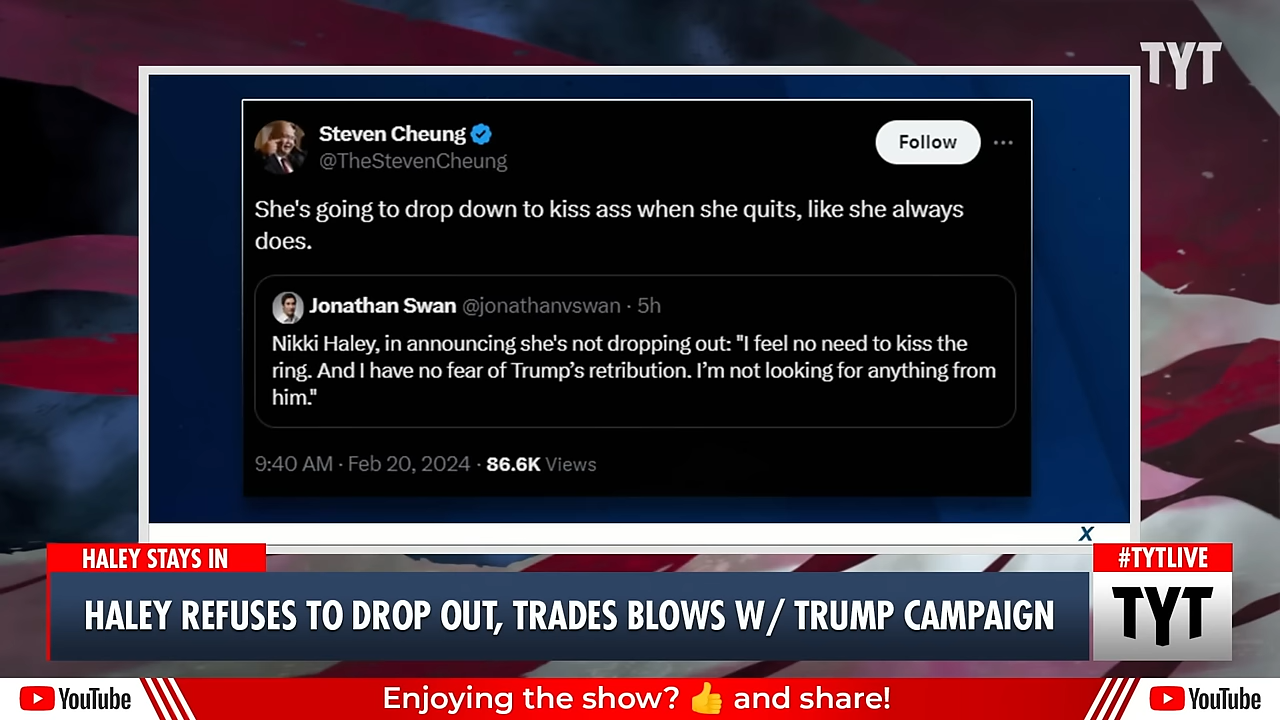 TYT
Steven Cheung
@TheStevenCheung
Follow
She's going to drop down to kiss ass when she quits, like she always
does.
Jonathan Swan @jonathanvswan · 5h
Nikki Haley, in announcing she's not dropping out: "I feel no need to kiss the
ring. And I have no fear of Trump's retribution. I'm not looking for anything from
him."
9:40 AM · Feb 20, 2024 · 86.6K Views
X
HALEY STAYS IN
#TYTLIVE
HALEY REFUSES TO DROP OUT, TRADES BLOWS W/ TRUMP CAMPAIGN
TYT
YouTube
Enjoying the show? 👍 and share!
YouTube